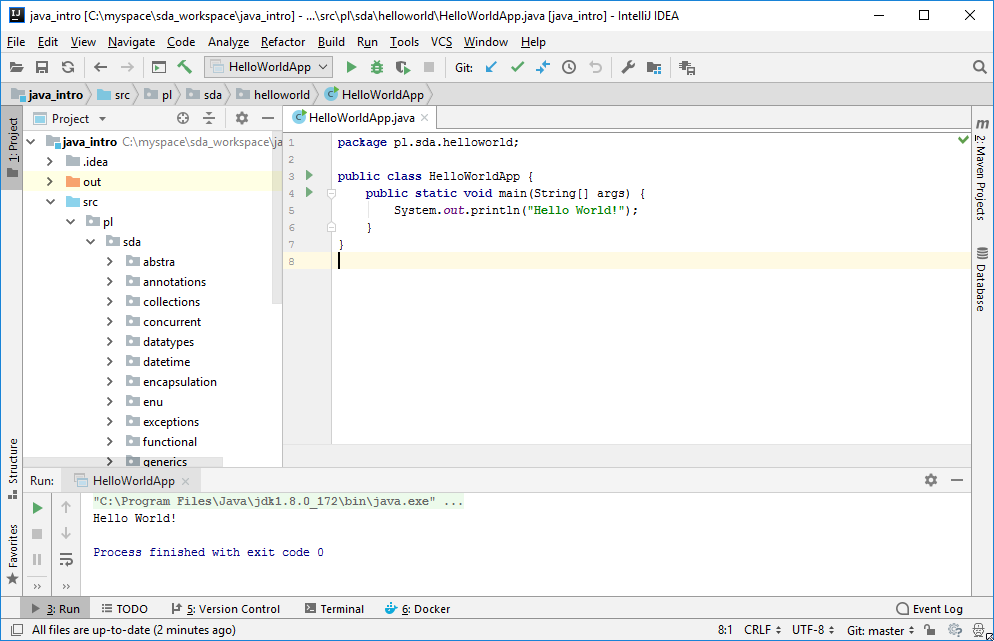 java_intro [C:\myspace\sda_workspace\java_intro] - ...\src\pl\sda\helloworld\HelloWorldApp.java [java_intro] - IntelliJ IDEA
File Edit View Navigate Code Analyze Refactor Build Run Tools VCS Window Help
HelloWorldApp Git:
java_intro src pl sda helloworld HelloWorldApp
1: Project
Project
HelloWorldApp.java
java_intro C:\myspace\sda_workspace\ja
.idea
out
src
pl
sda
abstra
annotations
collections
concurrent
datatypes
datetime
encapsulation
enu
exceptions
functional
generics
1 package pl.sda.helloworld;
2
3 public class HelloWorldApp {
4 public static void main(String[] args) {
5 System.out.println("Hello World!");
6 }
7 }
8
m
2: Maven Projects
Database
Structure
Favorites
Run: HelloWorldApp
"C:\Program Files\Java\jdk1.8.0_172\bin\java.exe" ...
Hello World!
Process finished with exit code 0
3: Run TODO 5: Version Control Terminal 6: Docker Event Log
All files are up-to-date (2 minutes ago) 8:1 CRLF UTF-8 Git: master